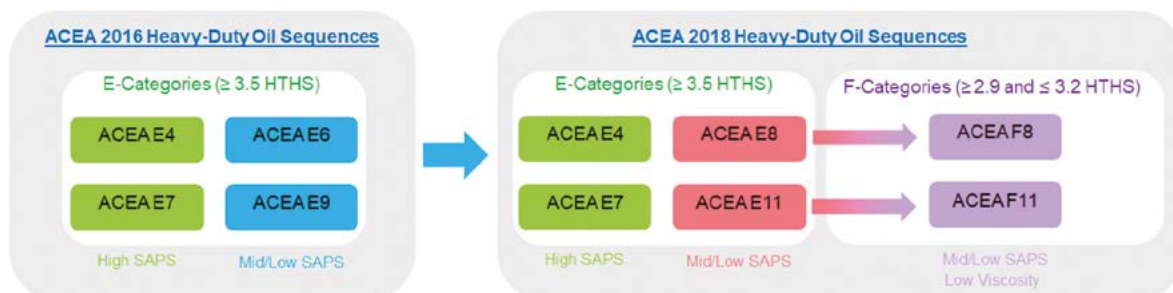 ACEA 2016 Heavy-Duty Oil Sequences
E-Categories (≥ 3.5 HTHS)
ACEA E4
ACEA E6
ACEA E7
ACEA E9
High SAPS
Mid/Low SAPS
ACEA 2018 Heavy-Duty Oil Sequences
E-Categories (≥ 3.5 HTHS)
F-Categories (≥ 2.9 and ≤ 3.2 HTHS)
ACEA E4
ACEA E8
ACEA F8
ACEA E7
ACEA E11
ACEA F11
High SAPS
Mid/Low SAPS
Mid/Low SAPS
Low Viscosity